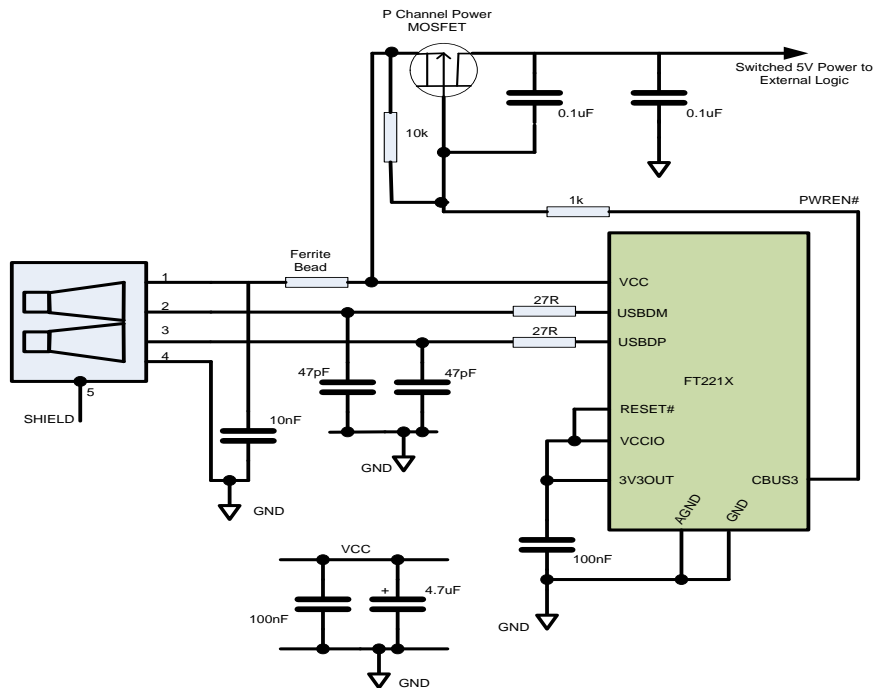 P Channel Power
MOSFET
Switched 5V Power to
External Logic
0.1uF
0.1uF
10k
1k
PWREN#
Ferrite
Bead
1
2
3
4
5
SHIELD
27R
27R
VCC
USBDM
USBDP
FT221X
RESET#
VCCIO
3V3OUT
CBUS3
AGND
GND
47pF
47pF
10nF
GND
GND
100nF
GND
VCC
100nF
+
4.7uF
GND